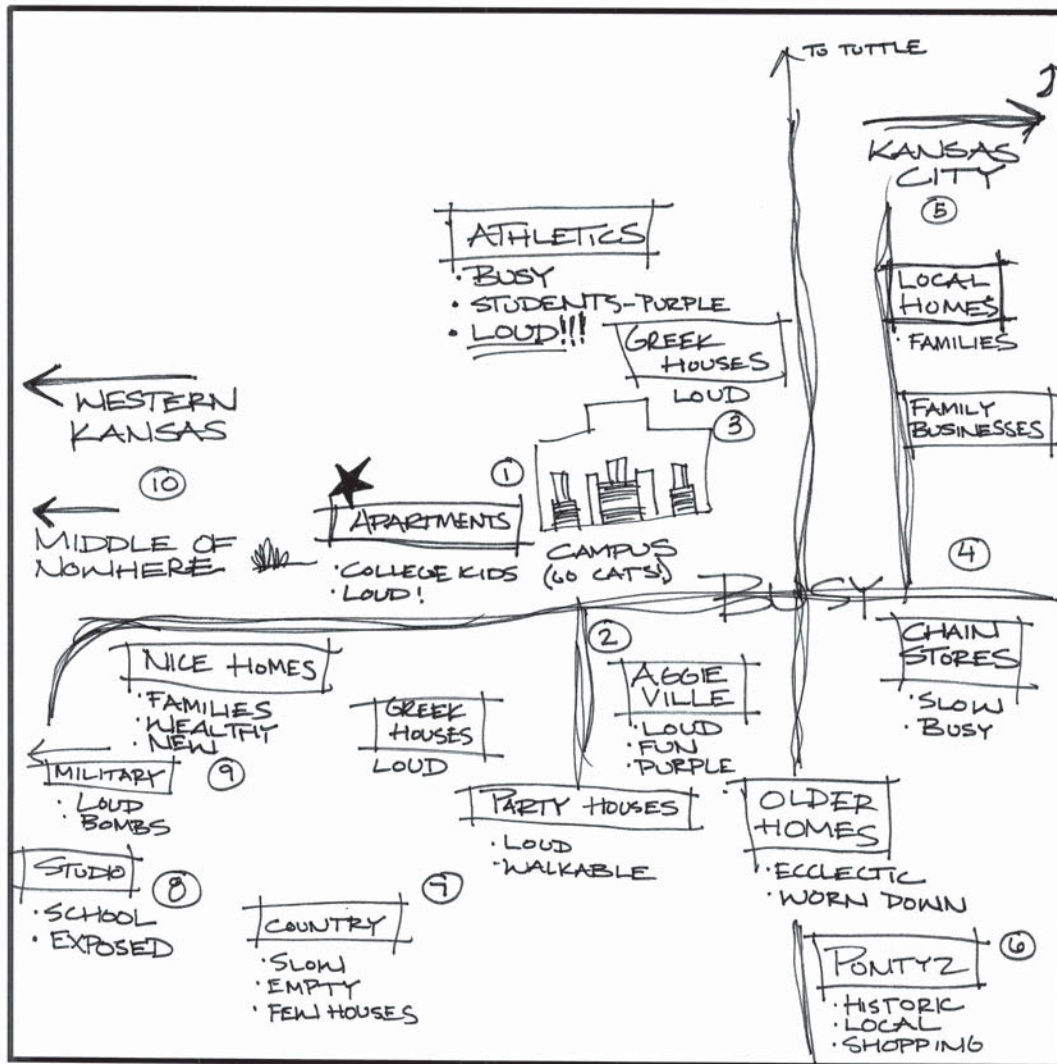 TO TUTTLE
KANSAS
CITY
5
ATHLETICS
· BUSY
· STUDENTS-PURPLE
· LOUD!!!
LOCAL
HOMES
· FAMILIES
GREEK
HOUSES
LOUD
3
FAMILY
BUSINESSES
WESTERN
KANSAS
10
MIDDLE OF
NOWHERE
1
APARTMENTS
· COLLEGE KIDS
· LOUD!
CAMPUS
(GO CATS!)
BUSY
4
CHAIN
STORES
· SLOW
· BUSY
2
AGGIE
VILLE
· LOUD
· FUN
· PURPLE
NICE HOMES
· FAMILIES
· WEALTHY
· NEW
GREEK
HOUSES
LOUD
9
MILITARY
· LOUD
BOMBS
PARTY HOUSES
· LOUD
· WALKABLE
OLDER
HOMES
· ECCLECTIC
· WORN DOWN
STUDIO
8
· SCHOOL
· EXPOSED
7
COUNTRY
· SLOW
· EMPTY
· FEW HOUSES
6
· HISTORIC
· LOCAL
· SHOPPING